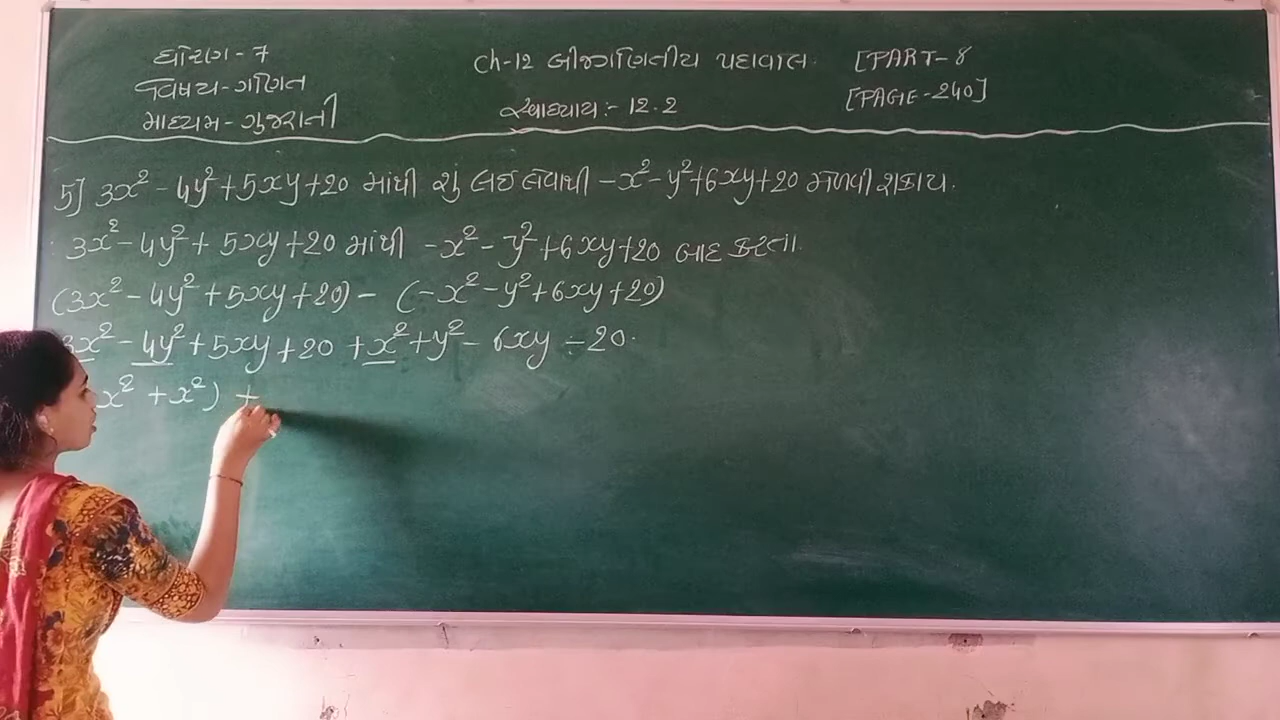 ધોરણ - 7
વિષય - ગણિત
માધ્યમ - ગુજરાતી
Ch-12 બીજગણિતીય પદાવલિ. [PART-8
સ્વાધ્યાય :- 12.2 [PAGE-240]
5] 3x² - 4y² + 5xy + 20 માંથી શું લઇ લેવાથી -x² - y² + 6xy + 20 મેળવી શકાય.
3x² - 4y² + 5xy + 20 માંથી -x² - y² + 6xy + 20 બાદ કરતા.
(3x² - 4y² + 5xy + 20) - (-x² - y² + 6xy + 20)
3x² - 4y² + 5xy + 20 + x² + y² - 6xy - 20.
x² + x²) +